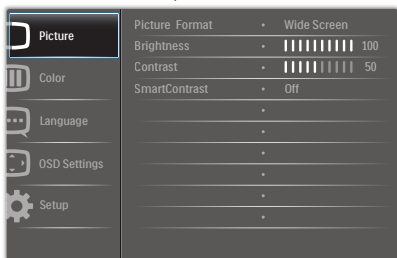 Picture
Color
Language
OSD Settings
Setup
Picture Format • Wide Screen
Brightness • 100
Contrast • 50
SmartContrast • Off
•
•
•
•
•
•